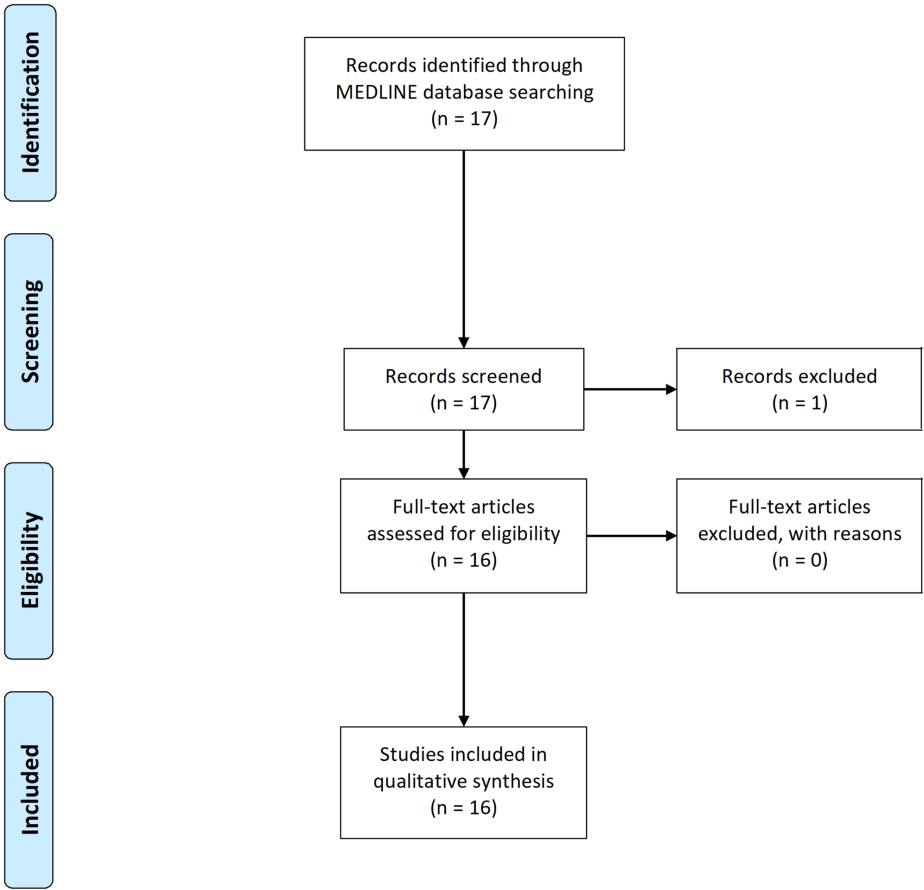 Identification
Records identified through
MEDLINE database searching
(n = 17)
Screening
Records screened
(n = 17)
Records excluded
(n = 1)
Eligibility
Full-text articles
assessed for eligibility
(n = 16)
Full-text articles
excluded, with reasons
(n = 0)
Included
Studies included in
qualitative synthesis
(n = 16)